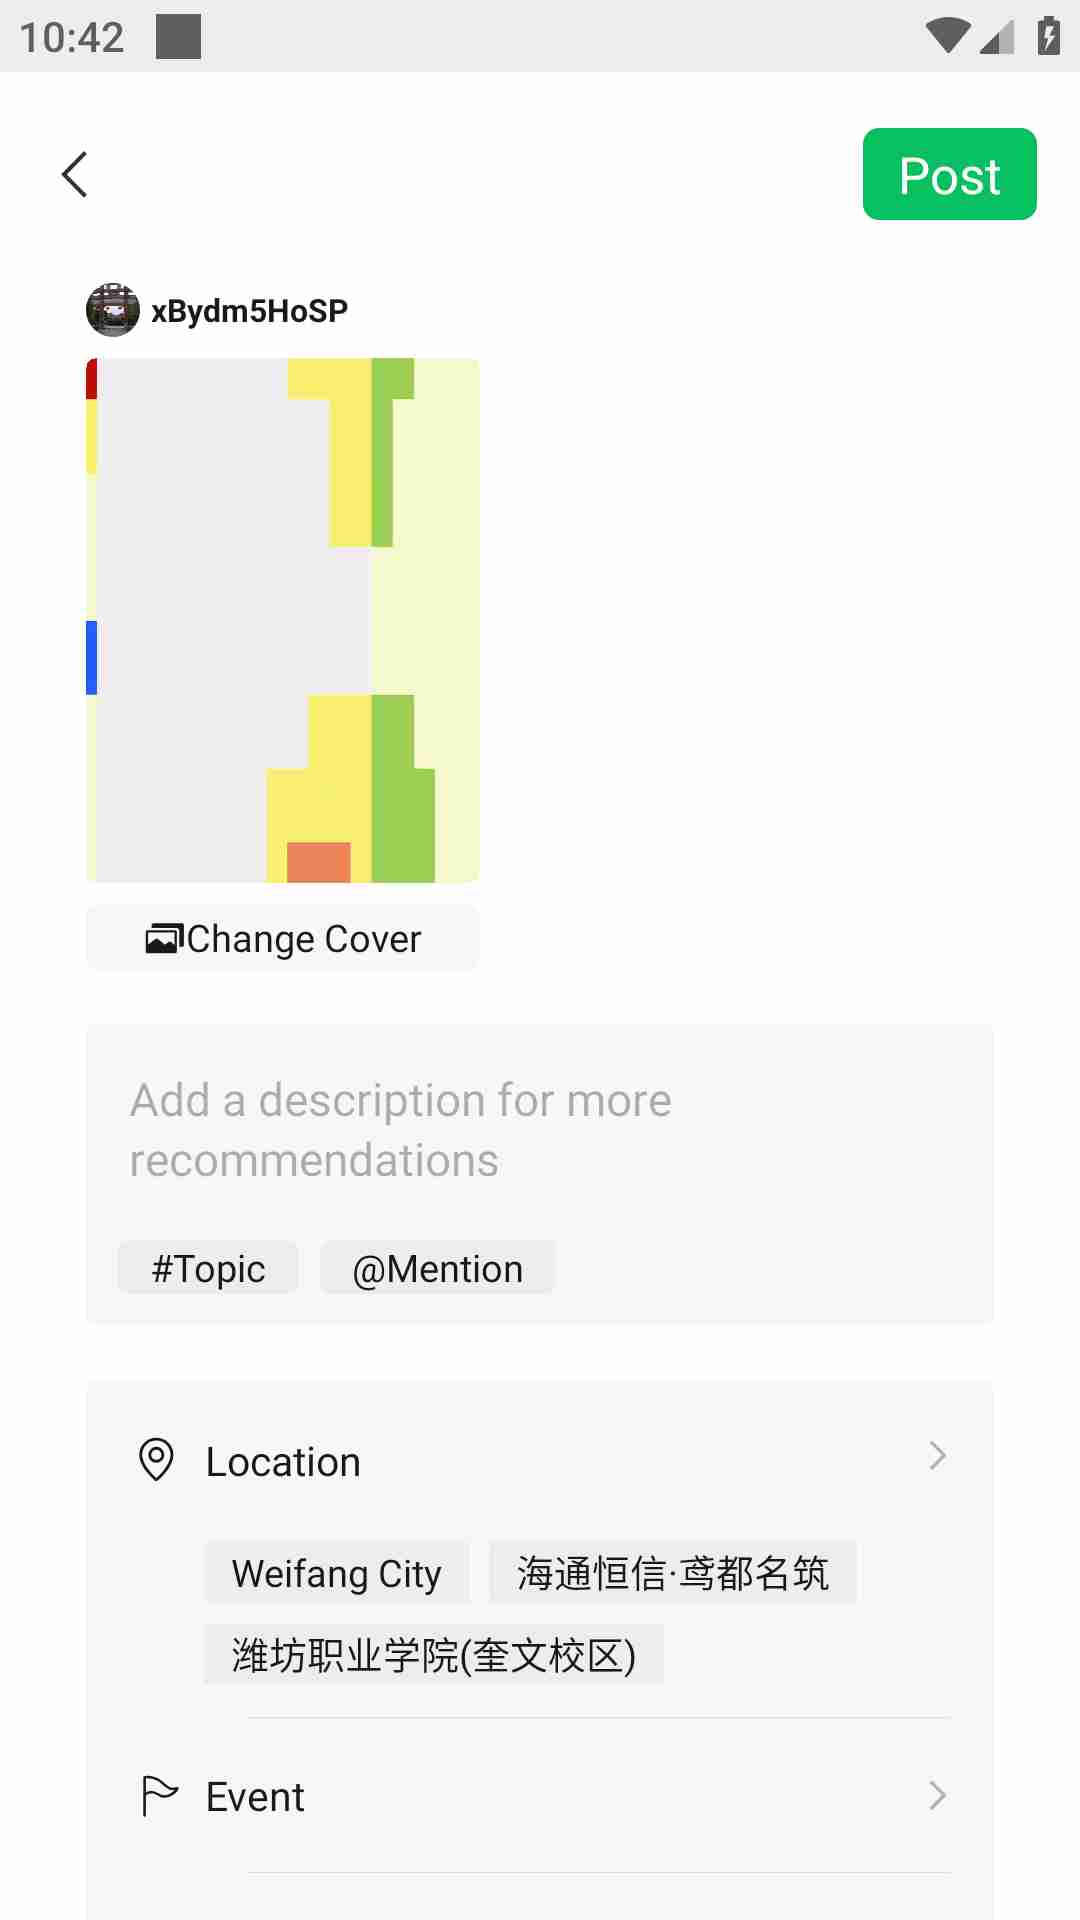 10:42
Post
xBydm5HoSP
Change Cover
Add a description for more
recommendations
#Topic @Mention
Location
Weifang City 海通恒信·鸢都名筑
潍坊职业学院(奎文校区)
Event